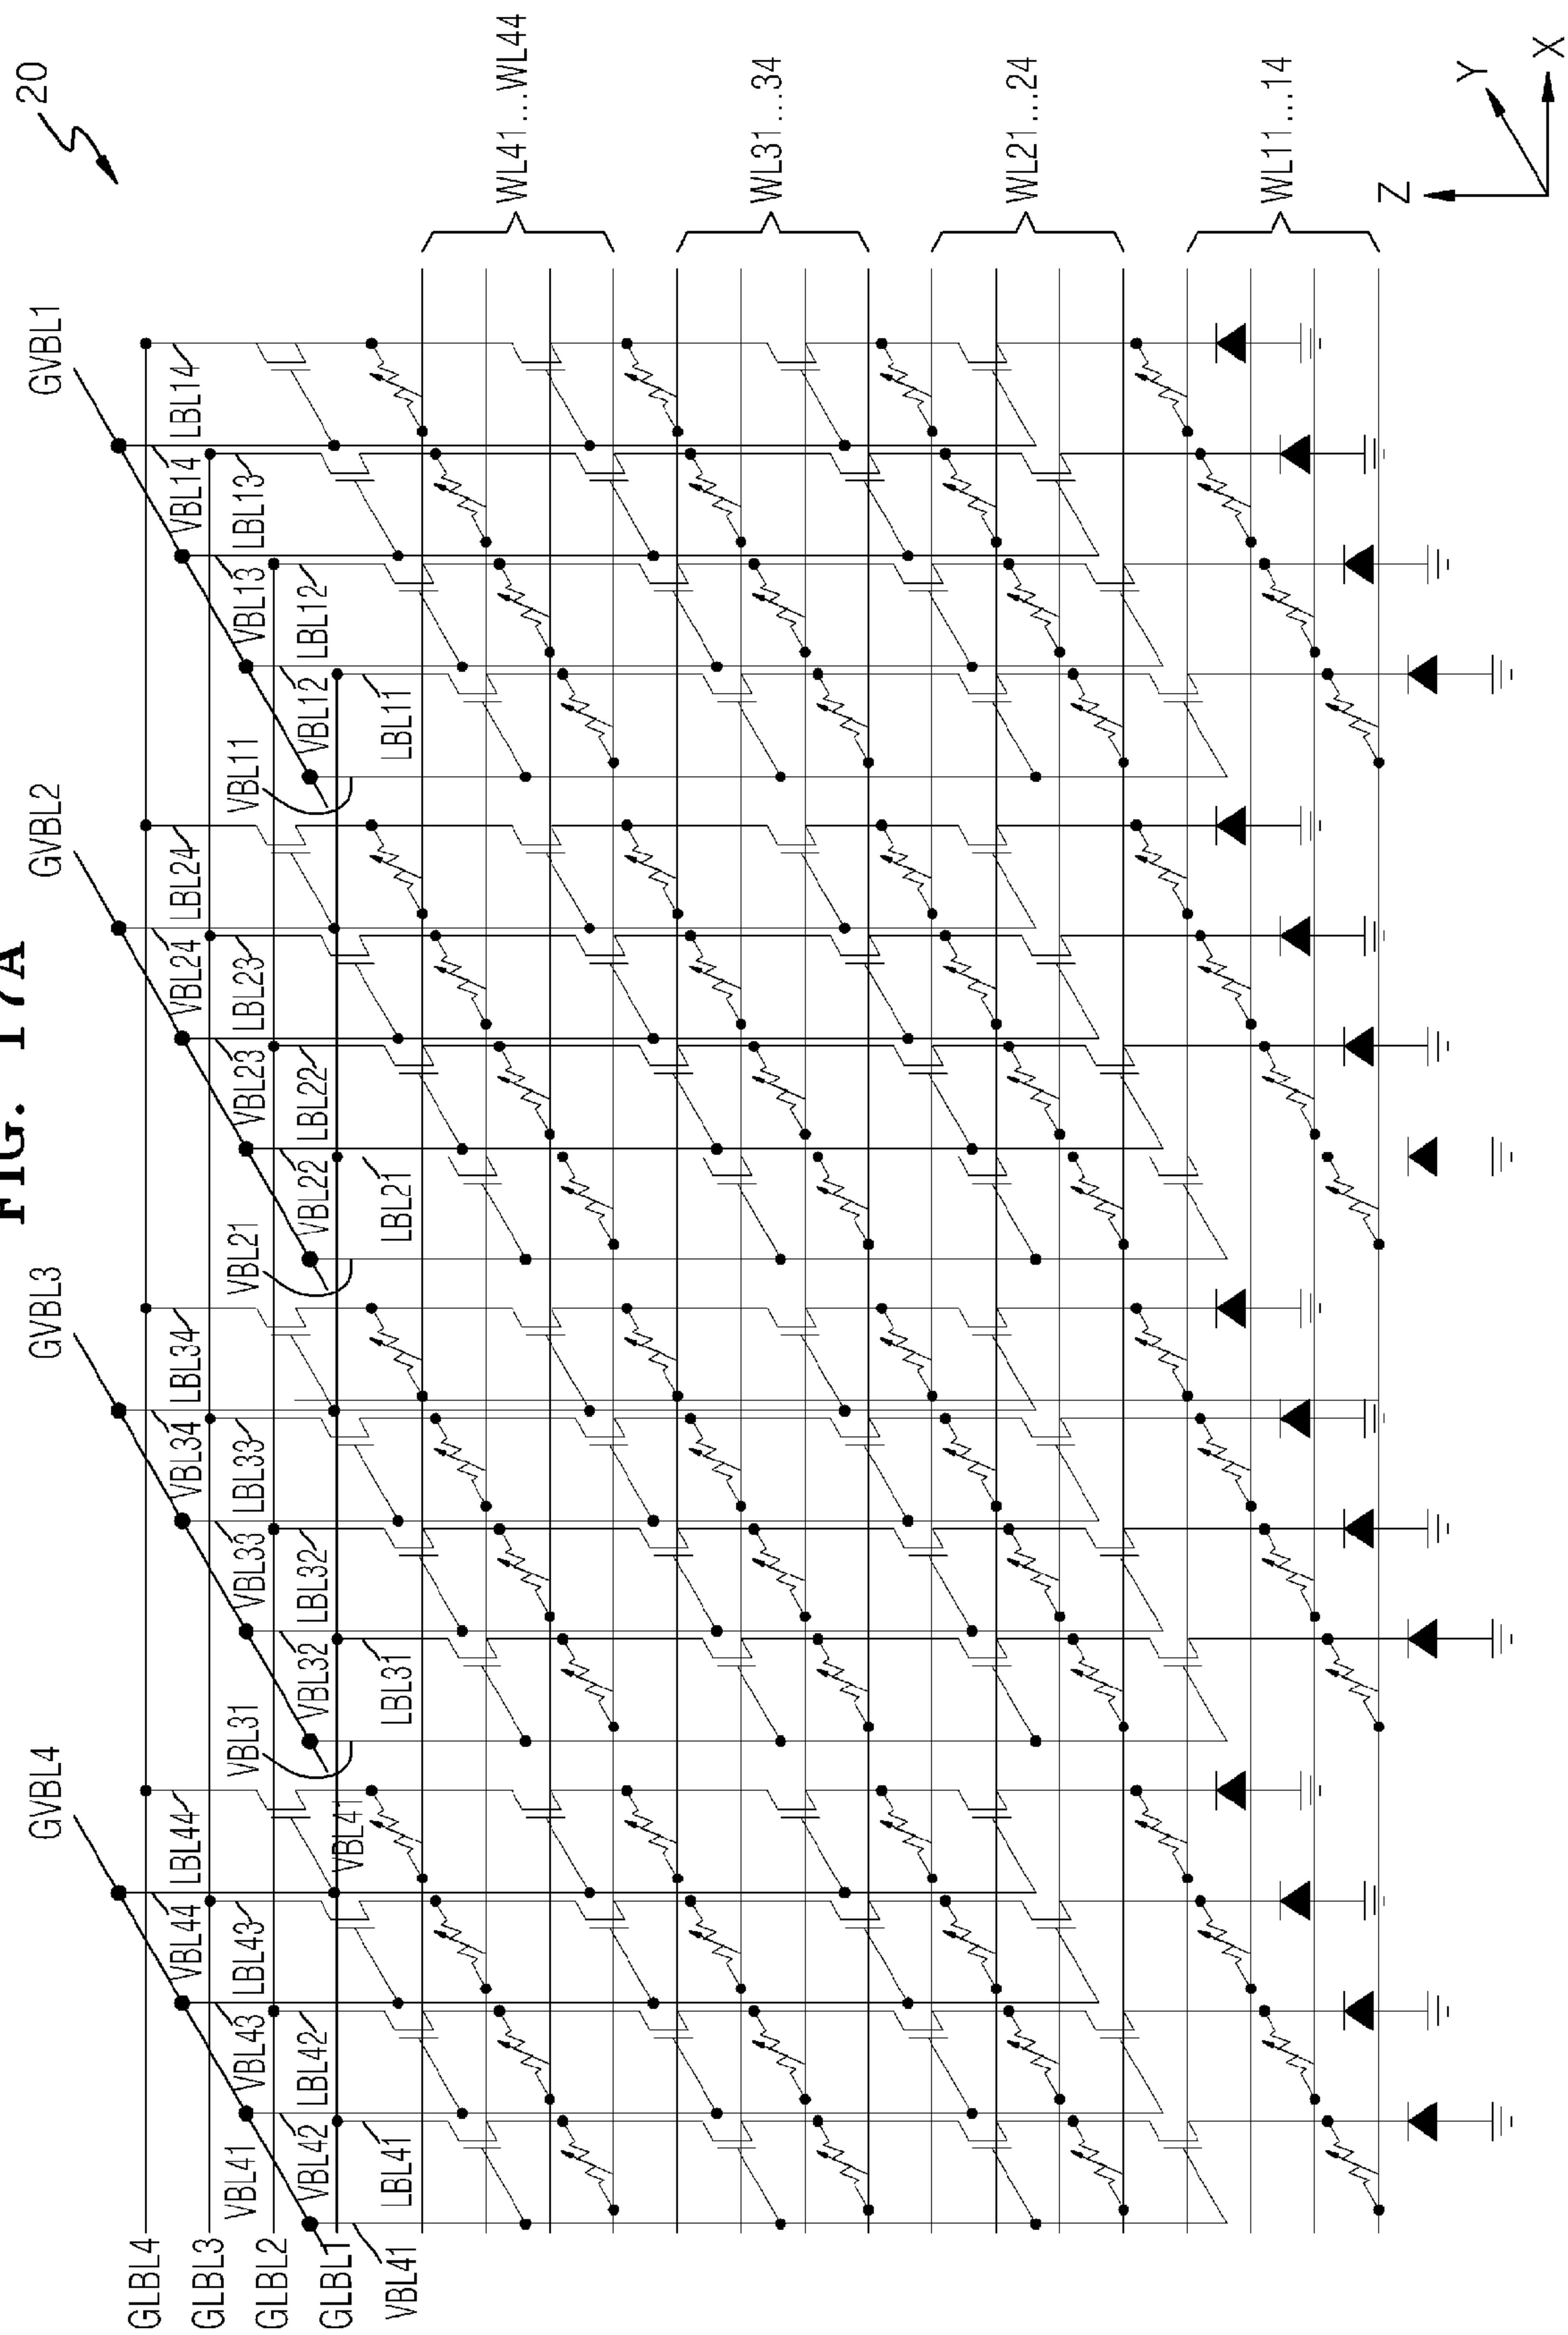 FIG. 17A
20
GVBL4
GVBL3
GVBL2
GVBL1
GLBL4
GLBL3
GLBL2
GLBL1
VBL41
VBL41
VBL42
VBL43
VBL44
LBL41
LBL42
LBL43
LBL44
VBL41
VBL31
VBL32
VBL33
VBL34
LBL31
LBL32
LBL33
LBL34
VBL21
VBL22
VBL23
VBL24
LBL21
LBL22
LBL23
LBL24
VBL11
VBL12
VBL13
VBL14
LBL11
LBL12
LBL13
LBL14
WL41...WL44
WL31...34
WL21...24
WL11...14
Z
Y
X